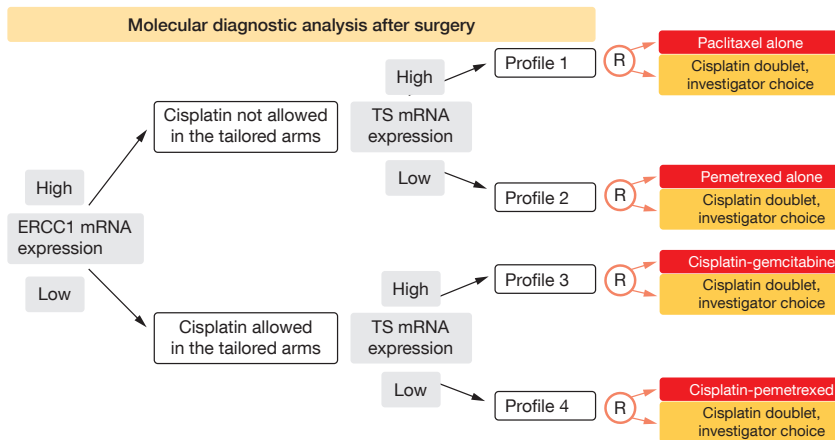 Molecular diagnostic analysis after surgery
High
Profile 1
R
Paclitaxel alone
Cisplatin doublet,
investigator choice
Cisplatin not allowed
in the tailored arms
TS mRNA
expression
Low
Profile 2
R
Pemetrexed alone
Cisplatin doublet,
investigator choice
High
ERCC1 mRNA
expression
Low
High
Profile 3
R
Cisplatin-gemcitabine
Cisplatin doublet,
investigator choice
Cisplatin allowed
in the tailored arms
TS mRNA
expression
Low
Profile 4
R
Cisplatin-pemetrexed
Cisplatin doublet,
investigator choice